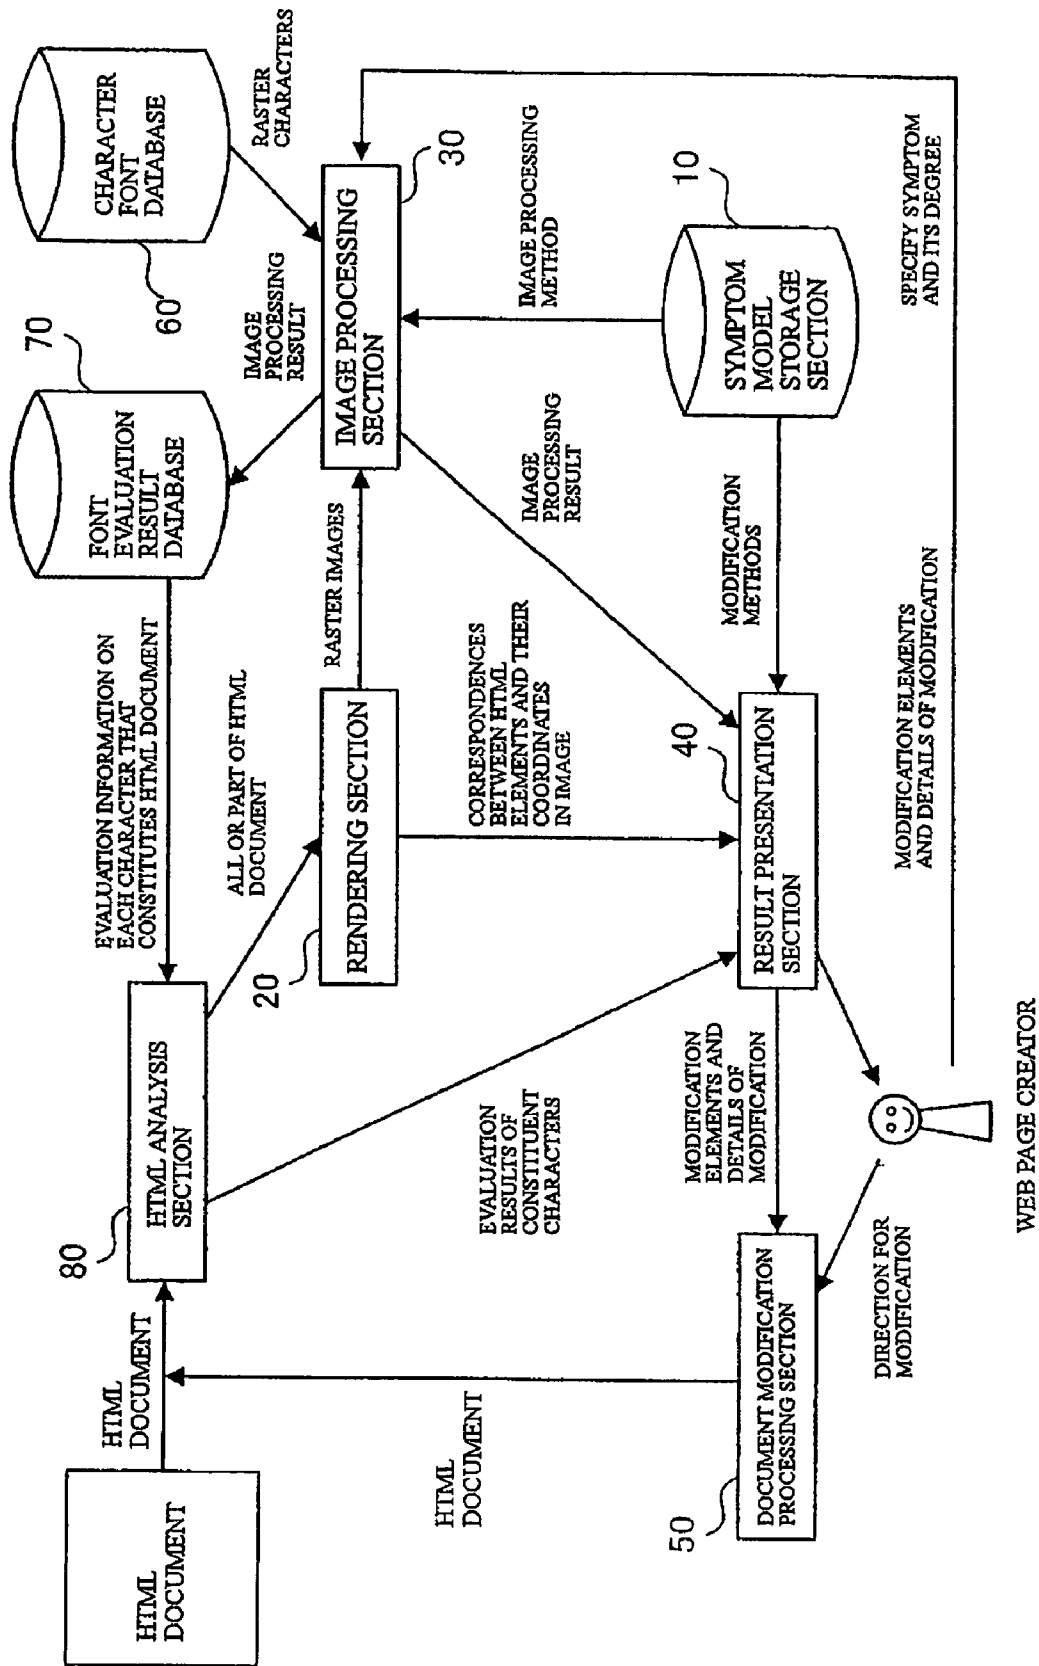 HTML
DOCUMENT
HTML
DOCUMENT
80
HTML ANALYSIS
SECTION
EVALUATION INFORMATION ON
EACH CHARACTER THAT
CONSTITUTES HTML DOCUMENT
70
FONT
EVALUATION
RESULT
DATABASE
60
CHARACTER
FONT
DATABASE
RASTER
CHARACTERS
IMAGE
PROCESSING
RESULT
ALL OR PART OF HTML
DOCUMENT
20
RENDERING SECTION
RASTER IMAGES
IMAGE PROCESSING
SECTION
30
HTML
DOCUMENT
EVALUATION
RESULTS OF
CONSTITUENT
CHARACTERS
CORRESPONDENCES
BETWEEN HTML
ELEMENTS AND THEIR
COORDINATES
IN IMAGE
IMAGE
PROCESSING
RESULT
IMAGE PROCESSING
METHOD
50
DOCUMENT MODIFICATION
PROCESSING SECTION
MODIFICATION
ELEMENTS AND
DETAILS OF
MODIFICATION
40
RESULT PRESENTATION
SECTION
MODIFICATION
METHODS
10
SYMPTOM
MODEL
STORAGE
SECTION
DIRECTION FOR
MODIFICATION
WEB PAGE CREATOR
MODIFICATION ELEMENTS
AND DETAILS OF MODIFICATION
SPECIFY SYMPTOM
AND ITS DEGREE